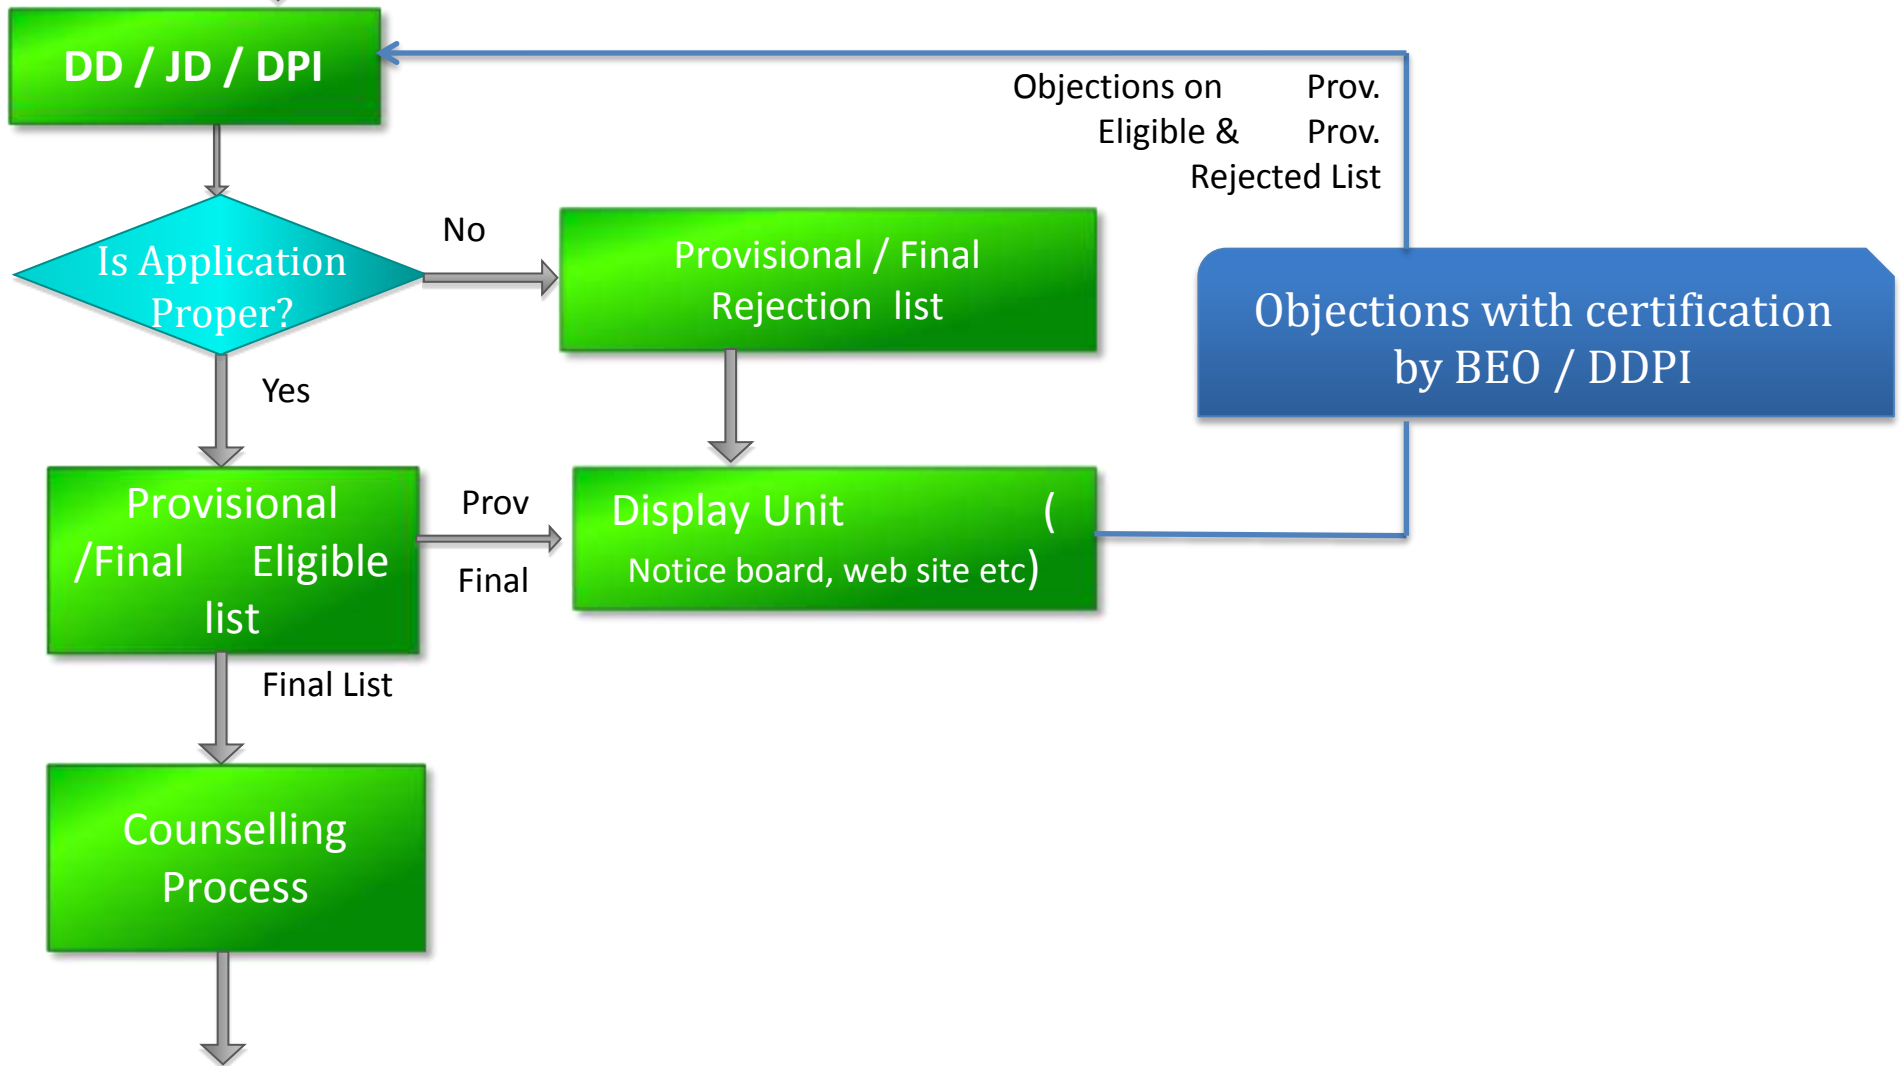 DD / JD / DPI
Objections on Prov.
Eligible & Prov.
Rejected List
Is Application
Proper?
No
Provisional / Final
Rejection list
Objections with certification
by BEO / DDPI
Yes
Provisional
/Final Eligible
list
Prov
Final
Display Unit (
Notice board, web site etc)
Final List
Counselling
Process